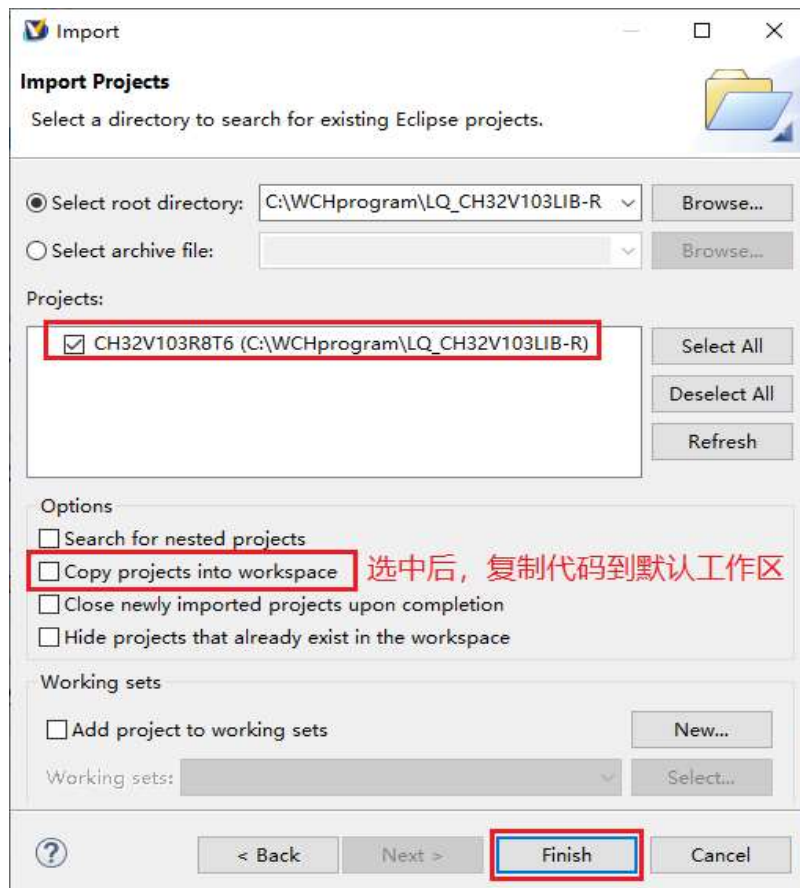 Import
Import Projects
Select a directory to search for existing Eclipse projects.
Select root directory: C:\WCHprogram\LQ_CH32V103LIB-R Browse...
Select archive file: Browse...
Projects:
CH32V103R8T6 (C:\WCHprogram\LQ_CH32V103LIB-R) Select All
Deselect All
Refresh
Options
Search for nested projects
Copy projects into workspace 选中后，复制代码到默认工作区
Close newly imported projects upon completion
Hide projects that already exist in the workspace
Working sets
Add project to working sets New...
Working sets: Select...
? < Back Next > Finish Cancel